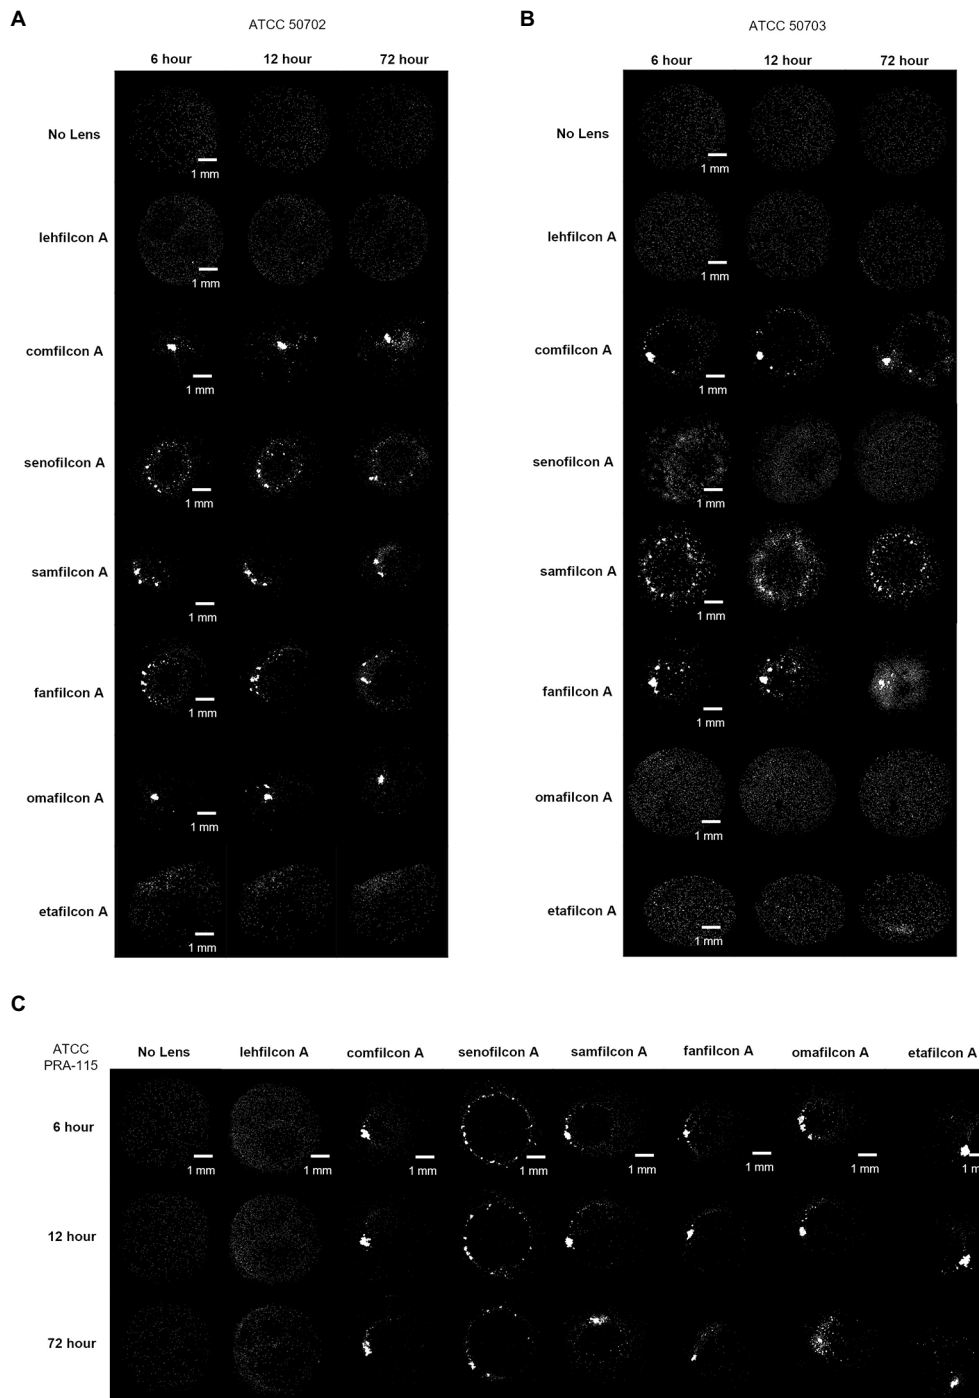 A
ATCC 50702
6 hour 12 hour 72 hour
No Lens
1 mm
lehfilcon A
1 mm
comfilcon A
1 mm
senofilcon A
1 mm
samfilcon A
1 mm
fanfilcon A
1 mm
omafilcon A
1 mm
etafilcon A
1 mm
B
ATCC 50703
6 hour 12 hour 72 hour
No Lens
1 mm
lehfilcon A
1 mm
comfilcon A
1 mm
senofilcon A
1 mm
samfilcon A
1 mm
fanfilcon A
1 mm
omafilcon A
1 mm
etafilcon A
1 mm
C
ATCC
PRA-115
No Lens lehfilcon A comfilcon A senofilcon A samfilcon A fanfilcon A omafilcon A etafilcon A
6 hour
1 mm 1 mm 1 mm 1 mm 1 mm 1 mm 1 mm 1 m
12 hour
72 hour